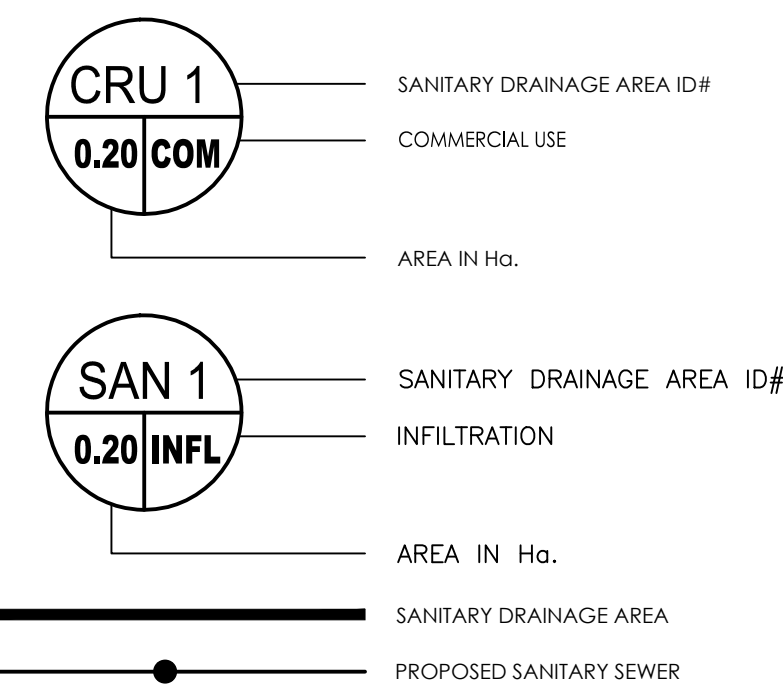 CRU 1
SANITARY DRAINAGE AREA ID#
0.20 COM
COMMERCIAL USE
AREA IN Ha.
SAN 1
SANITARY DRAINAGE AREA ID#
0.20 INFL
INFILTRATION
AREA IN Ha.
SANITARY DRAINAGE AREA
PROPOSED SANITARY SEWER